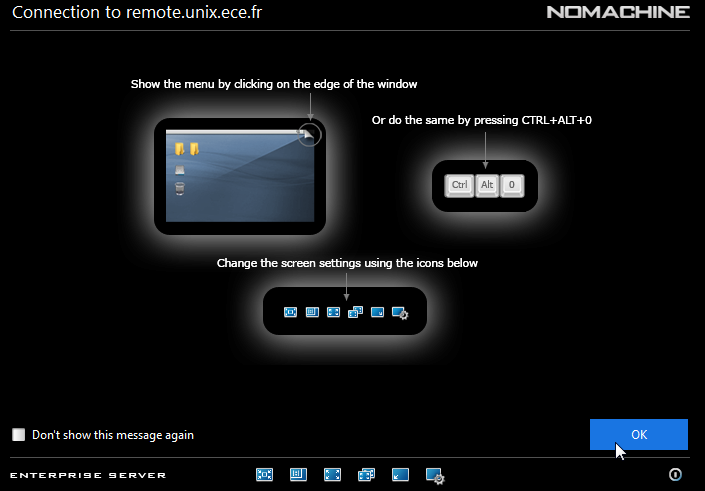 Connection to remote.unix.ece.fr
NOMACHINE
Show the menu by clicking on the edge of the window
Or do the same by pressing CTRL+ALT+0
Ctrl Alt 0
Change the screen settings using the icons below
Don't show this message again
OK
ENTERPRISE SERVER